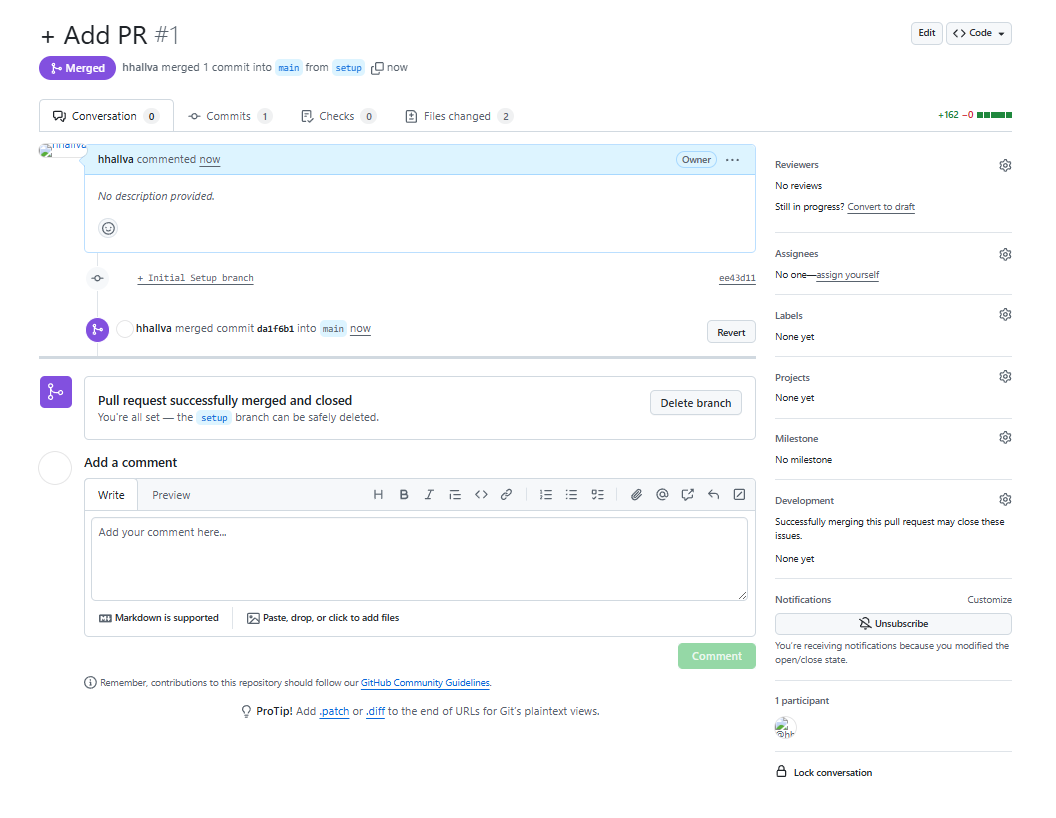 + Add PR #1
Edit
Code
Merged
hhallva merged 1 commit into main from setup now
Conversation 0
Commits 1
Checks 0
Files changed 2
+162 −0
hhallva commented now
Owner
No description provided.
+ Initial Setup branch
ee43d11
hhallva merged commit da1f6b1 into main now
Revert
Pull request successfully merged and closed
You're all set — the setup branch can be safely deleted.
Delete branch
Add a comment
Write
Preview
Add your comment here...
Markdown is supported
Paste, drop, or click to add files
Comment
Remember, contributions to this repository should follow our GitHub Community Guidelines.
ProTip! Add .patch or .diff to the end of URLs for Git's plaintext views.
Reviewers
No reviews
Still in progress? Convert to draft
Assignees
No one—assign yourself
Labels
None yet
Projects
None yet
Milestone
No milestone
Development
Successfully merging this pull request may close these
issues.
None yet
Notifications
Customize
Unsubscribe
You're receiving notifications because you modified the
open/close state.
1 participant
Lock conversation